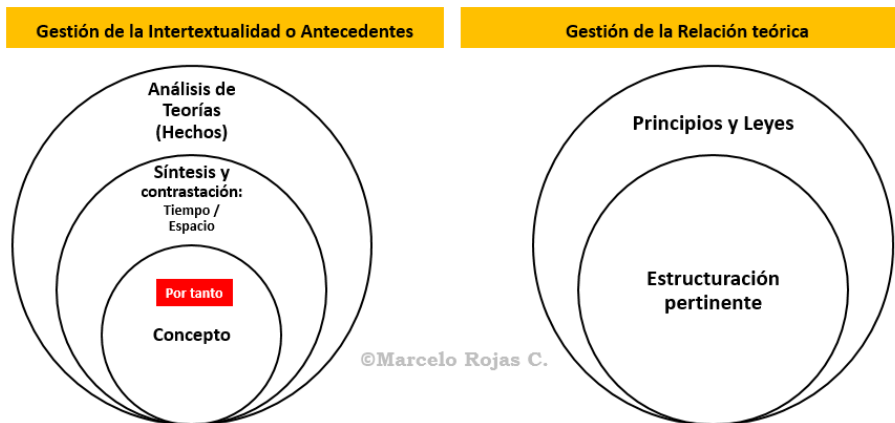 Gestión de la Intertextualidad o Antecedentes
Gestión de la Relación teórica
Análisis de
Teorías
(Hechos)
Síntesis y
contrastación:
Tiempo /
Espacio
Por tanto
Concepto
Principios y Leyes
Estructuración
pertinente
©Marcelo Rojas C.